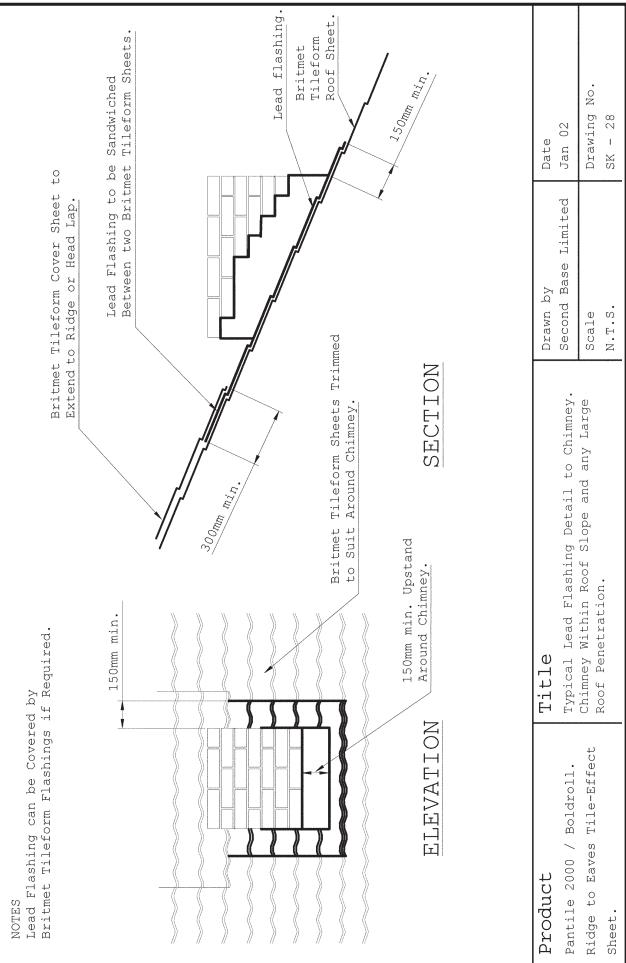 NOTES
Lead Flashing can be Covered by
Britmet Tileform Flashings if Required.
150mm min.
Britmet Tileform Sheets Trimmed
to Suit Around Chimney.
150mm min. Upstand
Around Chimney.
ELEVATION
Britmet Tileform Cover Sheet to
Extend to Ridge or Head Lap.
Lead Flashing to be Sandwiched
Between two Britmet Tileform Sheets.
Lead flashing.
Britmet
Tileform
Roof Sheet.
300mm min.
150mm min.
SECTION
Product
Pantile 2000 / Boldroll.
Ridge to Eaves Tile-Effect
Sheet.
Title
Typical Lead Flashing Detail to Chimney.
Chimney Within Roof Slope and any Large
Roof Penetration.
Drawn by
Second Base Limited
Date
Jan 02
Scale
N.T.S.
Drawing No.
SK - 28